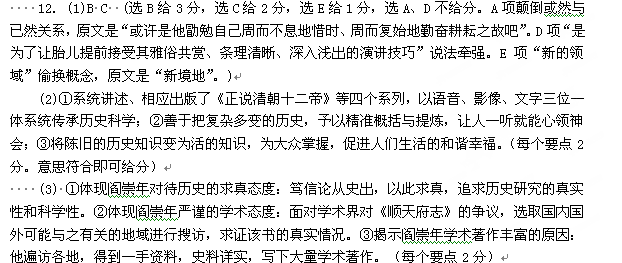 12. (1)B·C (选 B 给 3 分，选 C 给 2 分，选 E 给 1 分，选 A、D 不给分。A 项颠倒或然与
已然关系，原文是“或许是他勖勉自己周而不息地惜时、周而复始地勤奋耕耘之故吧”。D 项“是
为了让胎儿提前接受其雅俗共赏、条理清晰、深入浅出的演讲技巧”说法牵强。E 项“新的领
域”偷换概念，原文是“新境地”。)
(2)①系统讲述、相应出版了《正说清朝十二帝》等四个系列，以语音、影像、文字三位一
体系统传承历史科学；②善于把复杂多变的历史，予以精准概括与提炼，让人一听就能心领神
会；③将陈旧的历史知识变为活的知识，为大众掌握，促进人们生活的和谐幸福。（每个要点 2
分。意思符合即可给分）
(3)·①体现阎崇年对待历史的求真态度：笃信论从史出，以此求真，追求历史研究的真实
性和科学性。②体现阎崇年严谨的学术态度：面对学术界对《顺天府志》的争议，选取国内国
外可能与之有关的地域进行搜访，求证该书的真实情况。③揭示阎崇年学术著作丰富的原因：
他遍访各地，得到一手资料，史料详实，写下大量学术著作。（每个要点 2 分）